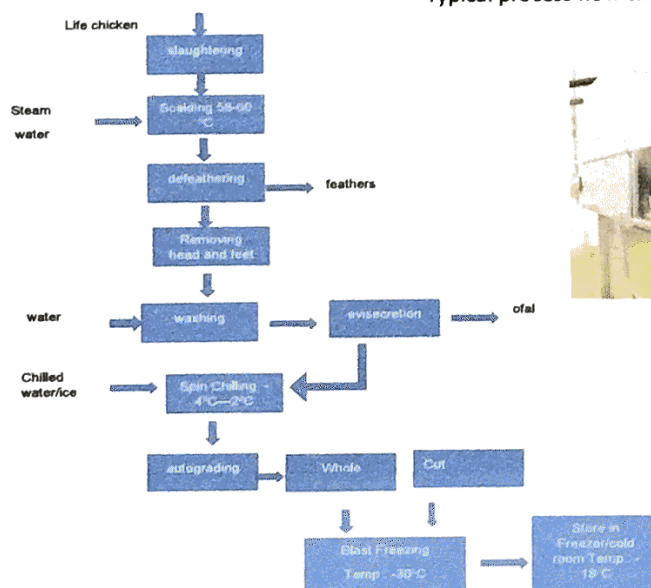 Typical process flow
Life chicken
slaughtering
Steam
water
Scalding 58-60
°C
defeathering
feathers
Removing
head and feet
water
washing
evisecretion
ofal
Chilled
water/ice
Spin Chilling -
4°C—2°C
autograding
Whole
Cut
Blast Freezing
Temp : -30°C
Store in
Freezer/cold
room Temp : -
18°C